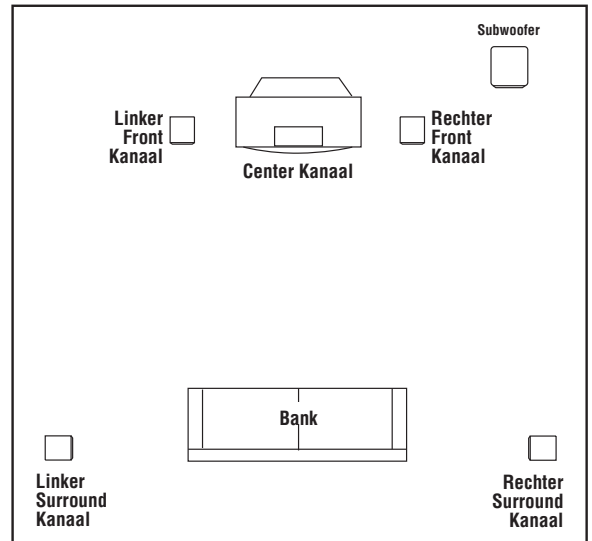 Subwoofer
Linker
Front
Kanaal
Rechter
Front
Kanaal
Center Kanaal
Bank
Linker
Surround
Kanaal
Rechter
Surround
Kanaal